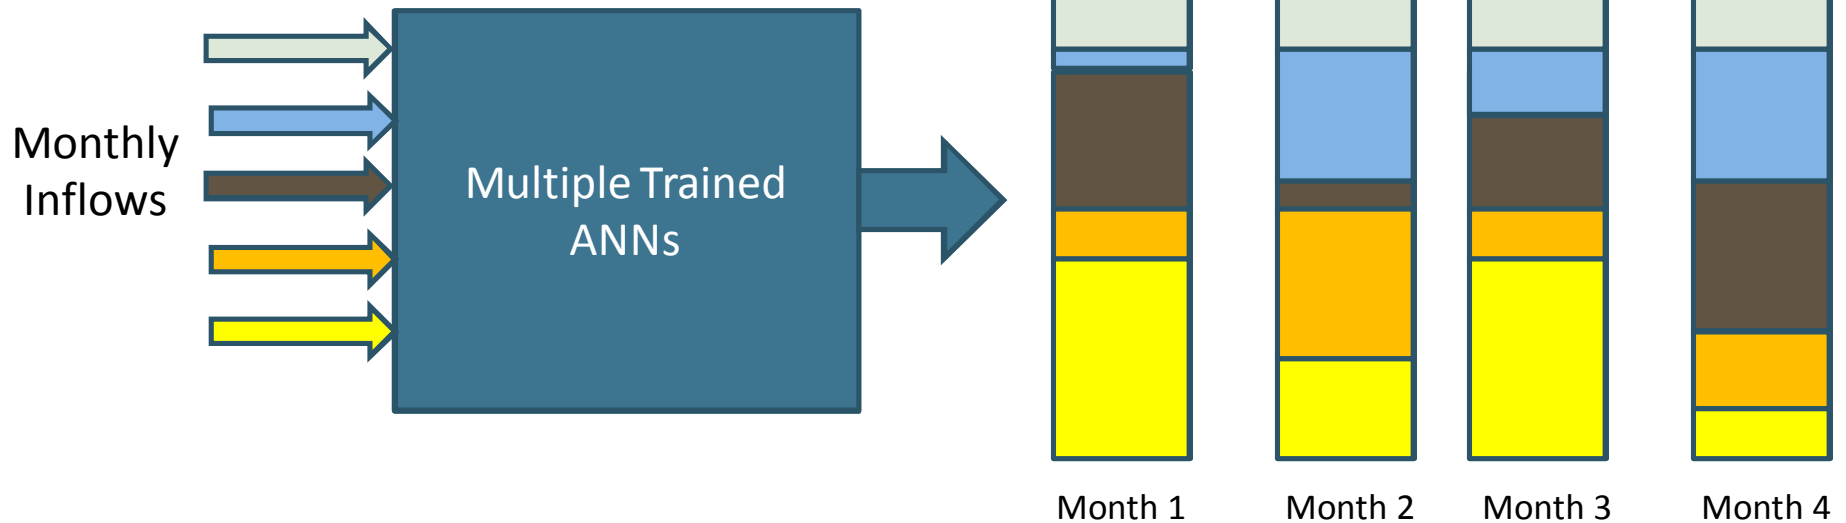 Monthly
Inflows
Multiple Trained
ANNs
Month 1
Month 2
Month 3
Month 4